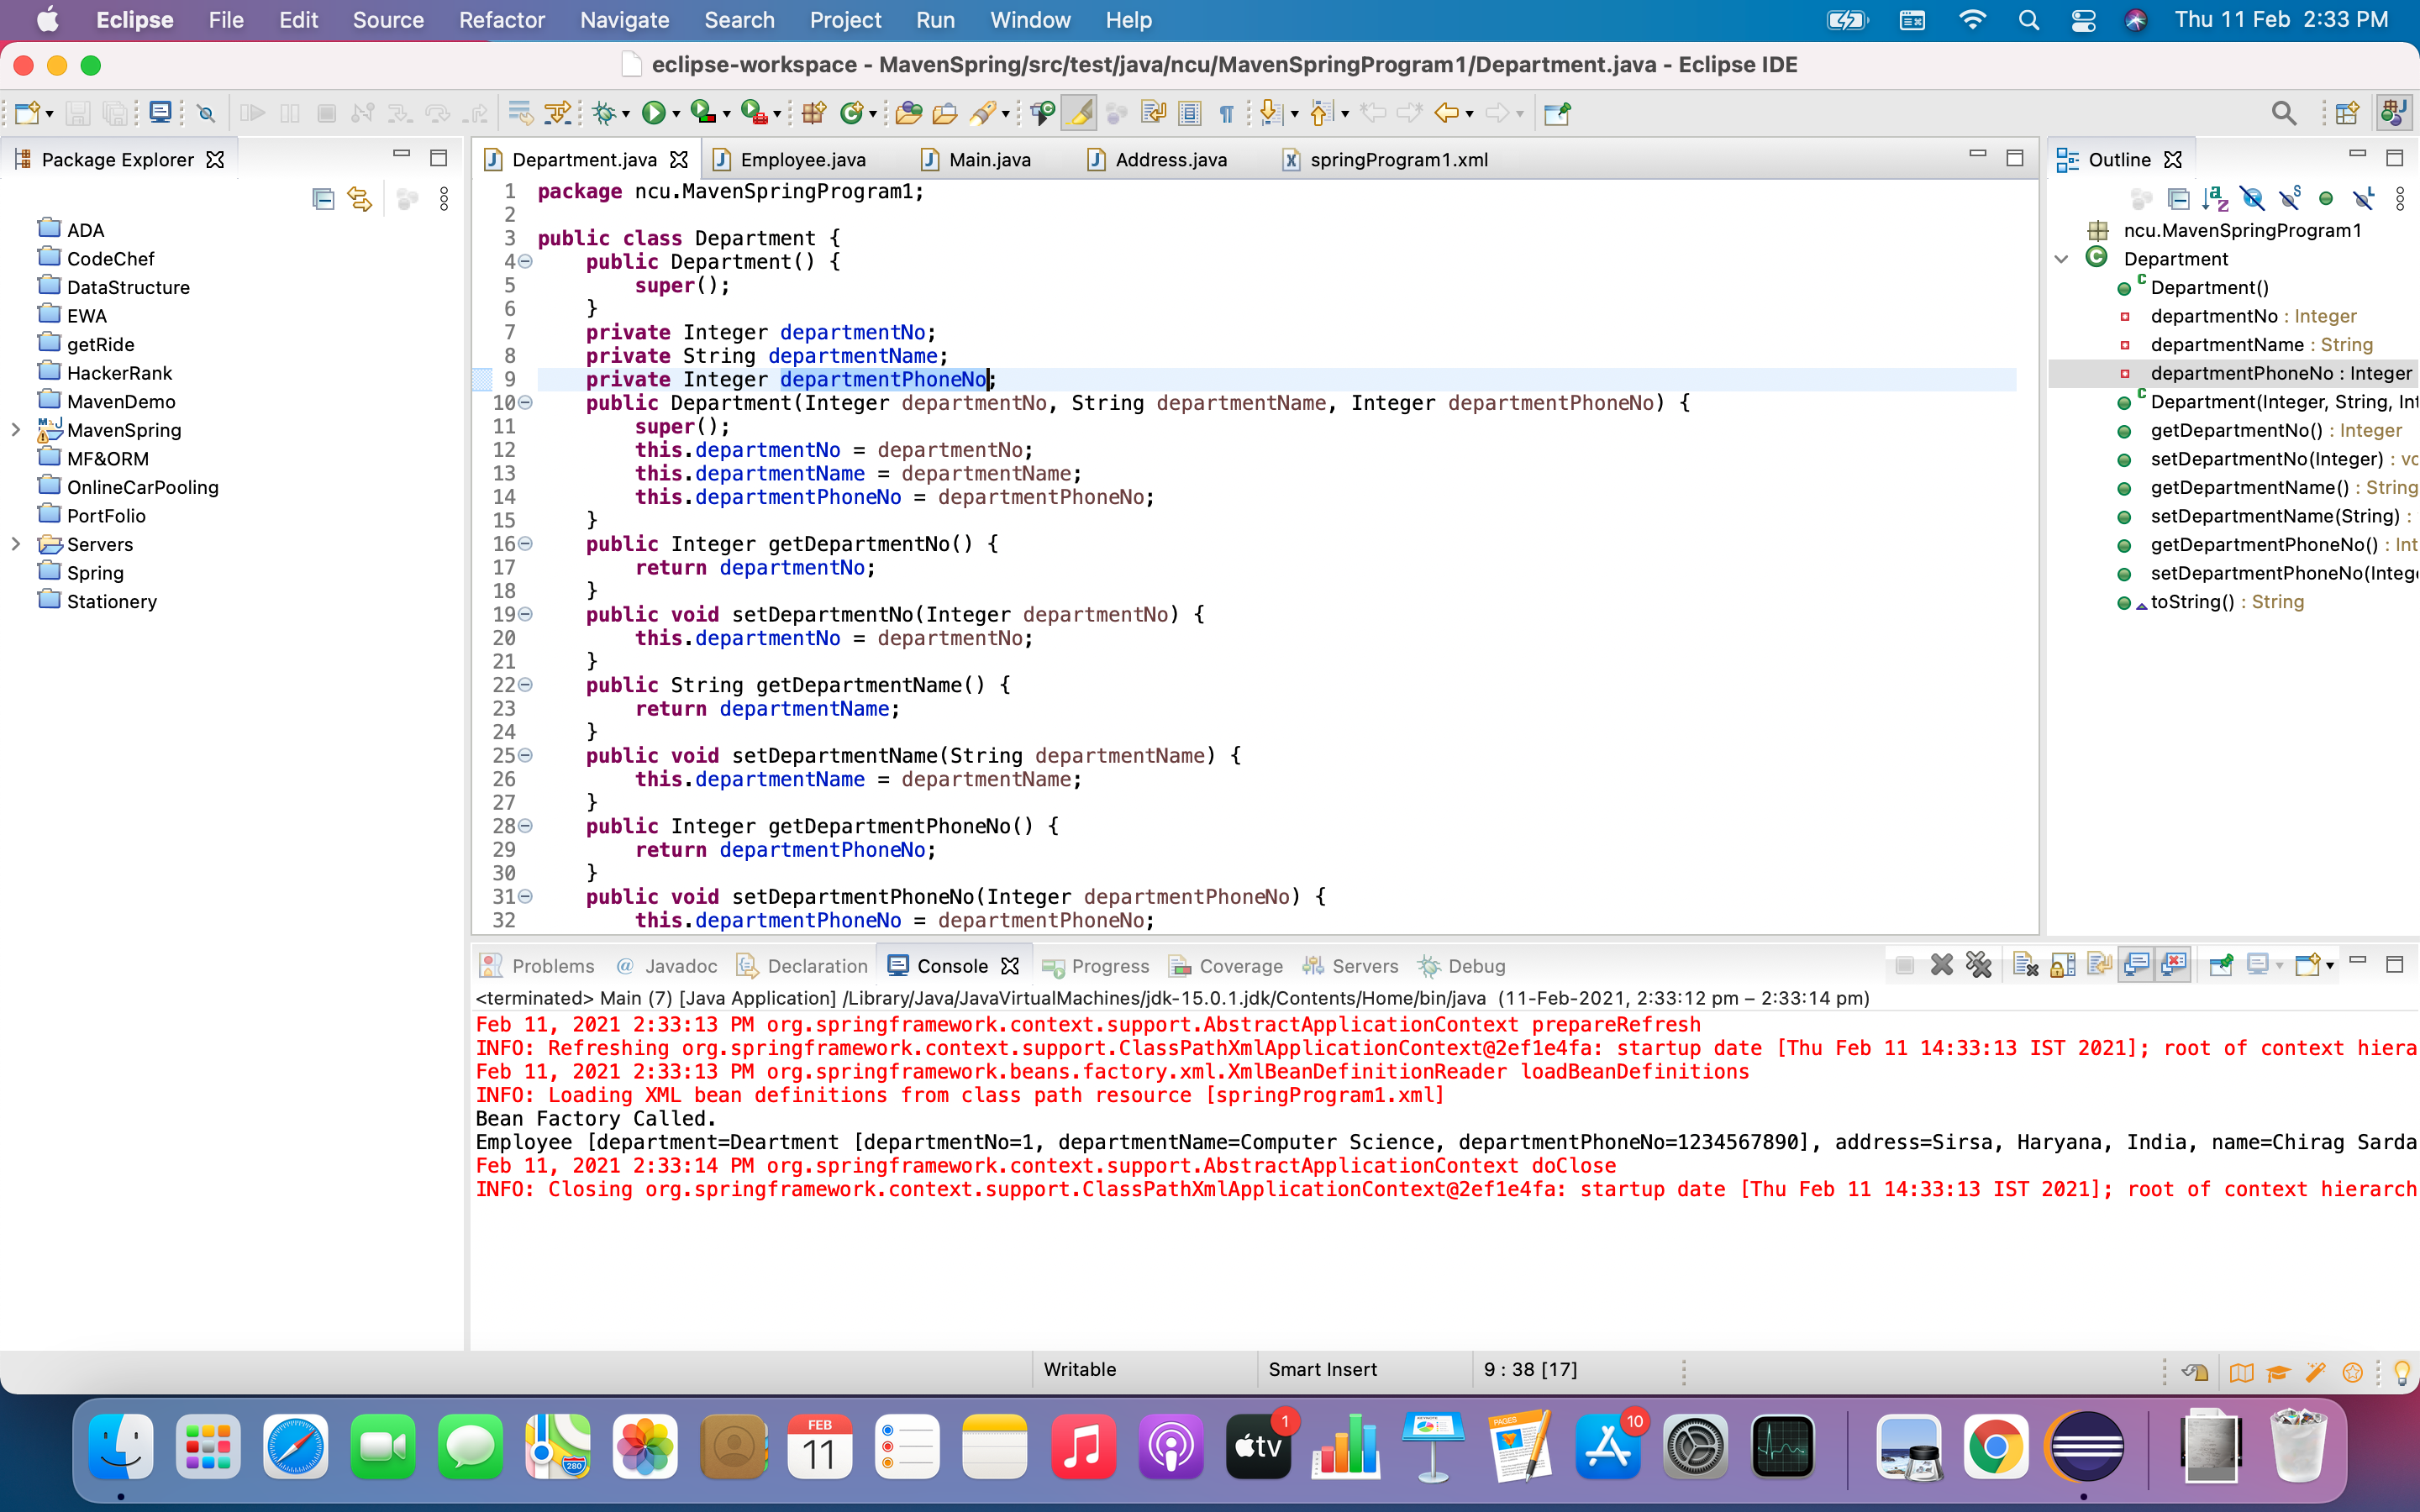 Eclipse File Edit Source Refactor Navigate Search Project Run Window Help Thu 11 Feb 2:33 PM
eclipse-workspace - MavenSpring/src/test/java/ncu/MavenSpringProgram1/Department.java - Eclipse IDE
Package Explorer
ADA
CodeChef
DataStructure
EWA
getRide
HackerRank
MavenDemo
MavenSpring
MF&ORM
OnlineCarPooling
PortFolio
Servers
Spring
Stationery
Department.java Employee.java Main.java Address.java springProgram1.xml
1 package ncu.MavenSpringProgram1;
2
3 public class Department {
4 public Department() {
5 super();
6 }
7 private Integer departmentNo;
8 private String departmentName;
9 private Integer departmentPhoneNo;
10 public Department(Integer departmentNo, String departmentName, Integer departmentPhoneNo) {
11 super();
12 this.departmentNo = departmentNo;
13 this.departmentName = departmentName;
14 this.departmentPhoneNo = departmentPhoneNo;
15 }
16 public Integer getDepartmentNo() {
17 return departmentNo;
18 }
19 public void setDepartmentNo(Integer departmentNo) {
20 this.departmentNo = departmentNo;
21 }
22 public String getDepartmentName() {
23 return departmentName;
24 }
25 public void setDepartmentName(String departmentName) {
26 this.departmentName = departmentName;
27 }
28 public Integer getDepartmentPhoneNo() {
29 return departmentPhoneNo;
30 }
31 public void setDepartmentPhoneNo(Integer departmentPhoneNo) {
32 this.departmentPhoneNo = departmentPhoneNo;
Outline
ncu.MavenSpringProgram1
Department
Department()
departmentNo : Integer
departmentName : String
departmentPhoneNo : Integer
Department(Integer, String, Int
getDepartmentNo() : Integer
setDepartmentNo(Integer) : vo
getDepartmentName() : String
setDepartmentName(String) :
getDepartmentPhoneNo() : Int
setDepartmentPhoneNo(Intege
toString() : String
Problems Javadoc Declaration Console Progress Coverage Servers Debug
<terminated> Main (7) [Java Application] /Library/Java/JavaVirtualMachines/jdk-15.0.1.jdk/Contents/Home/bin/java (11-Feb-2021, 2:33:12 pm – 2:33:14 pm)
Feb 11, 2021 2:33:13 PM org.springframework.context.support.AbstractApplicationContext prepareRefresh
INFO: Refreshing org.springframework.context.support.ClassPathXmlApplicationContext@2ef1e4fa: startup date [Thu Feb 11 14:33:13 IST 2021]; root of context hiera
Feb 11, 2021 2:33:13 PM org.springframework.beans.factory.xml.XmlBeanDefinitionReader loadBeanDefinitions
INFO: Loading XML bean definitions from class path resource [springProgram1.xml]
Bean Factory Called.
Employee [department=Deartment [departmentNo=1, departmentName=Computer Science, departmentPhoneNo=1234567890], address=Sirsa, Haryana, India, name=Chirag Sarda
Feb 11, 2021 2:33:14 PM org.springframework.context.support.AbstractApplicationContext doClose
INFO: Closing org.springframework.context.support.ClassPathXmlApplicationContext@2ef1e4fa: startup date [Thu Feb 11 14:33:13 IST 2021]; root of context hierarch
Writable Smart Insert 9 : 38 [17]
280
FEB
11
tv
1
PAGES
10